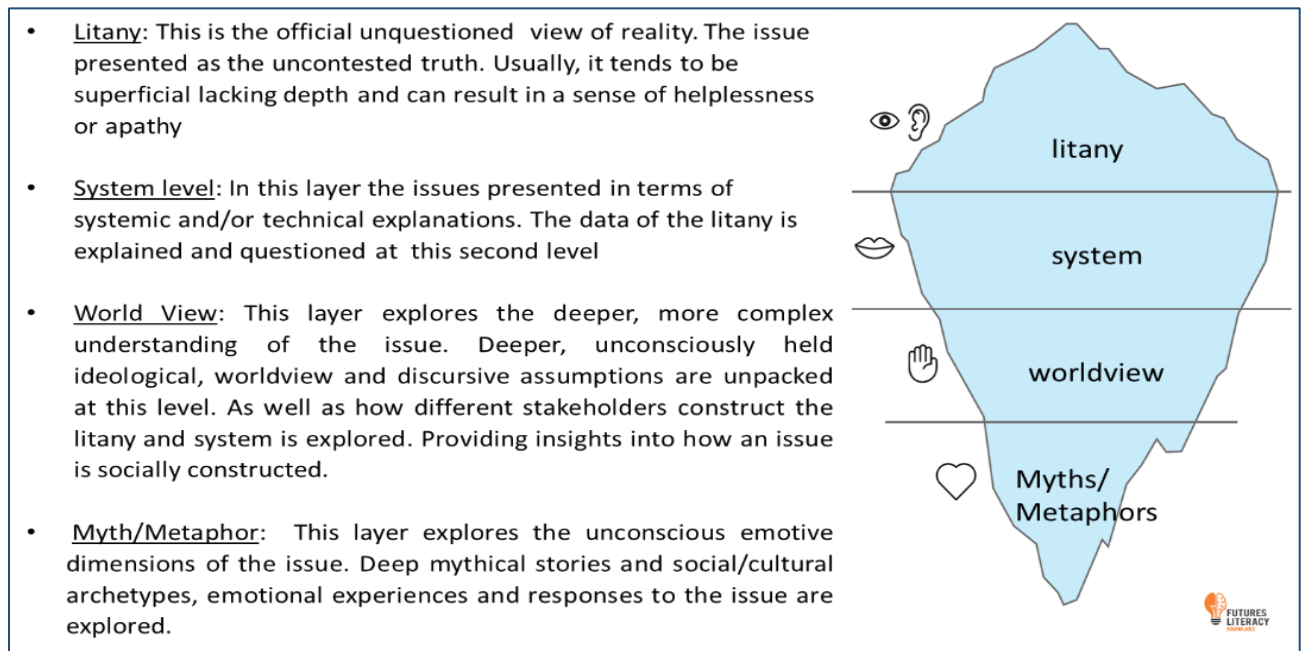 • Litany: This is the official unquestioned view of reality. The issue
presented as the uncontested truth. Usually, it tends to be
superficial lacking depth and can result in a sense of helplessness
or apathy
• System level: In this layer the issues presented in terms of
systemic and/or technical explanations. The data of the litany is
explained and questioned at this second level
• World View: This layer explores the deeper, more complex
understanding of the issue. Deeper, unconsciously held
ideological, worldview and discursive assumptions are unpacked
at this level. As well as how different stakeholders construct the
litany and system is explored. Providing insights into how an issue
is socially constructed.
• Myth/Metaphor: This layer explores the unconscious emotive
dimensions of the issue. Deep mythical stories and social/cultural
archetypes, emotional experiences and responses to the issue are
explored.
litany
system
worldview
Myths/
Metaphors
FUTURES
LITERACY